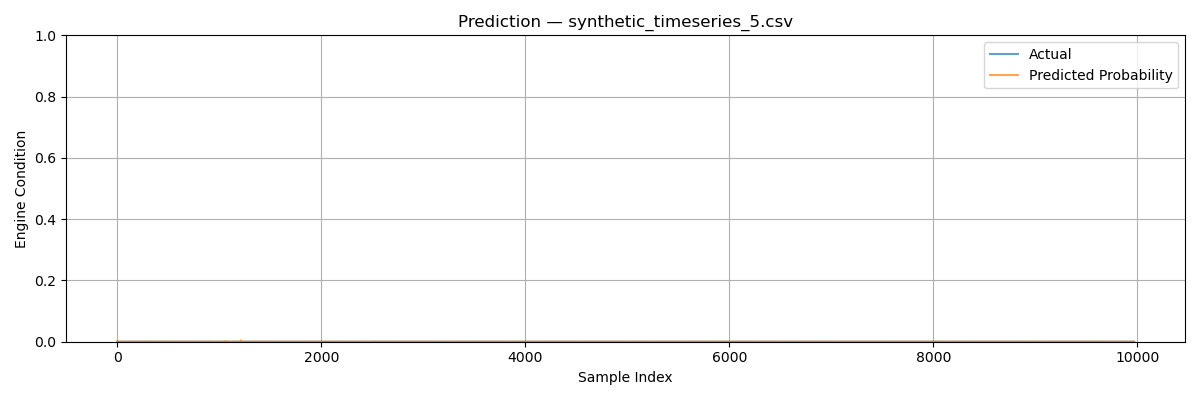 Prediction — synthetic_timeseries_5.csv
1.0
0.8
0.6
0.4
0.2
0.0
Engine Condition
Actual
Predicted Probability
0 2000 4000 6000 8000 10000
Sample Index